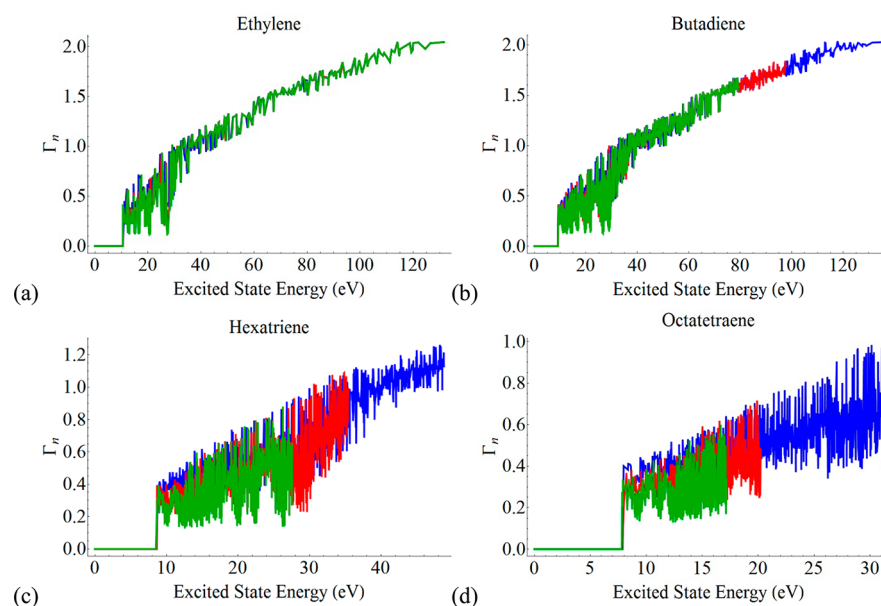 Ethylene
2.0
1.5
1.0
0.5
0.0
Γn
0 20 40 60 80 100 120
Excited State Energy (eV)
(a)
Butadiene
2.0
1.5
1.0
0.5
0.0
Γn
0 20 40 60 80 100 120
Excited State Energy (eV)
(b)
Hexatriene
1.2
1.0
0.8
0.6
0.4
0.2
0.0
Γn
0 10 20 30 40
Excited State Energy (eV)
(c)
Octatetraene
1.0
0.8
0.6
0.4
0.2
0.0
Γn
0 5 10 15 20 25 30
Excited State Energy (eV)
(d)